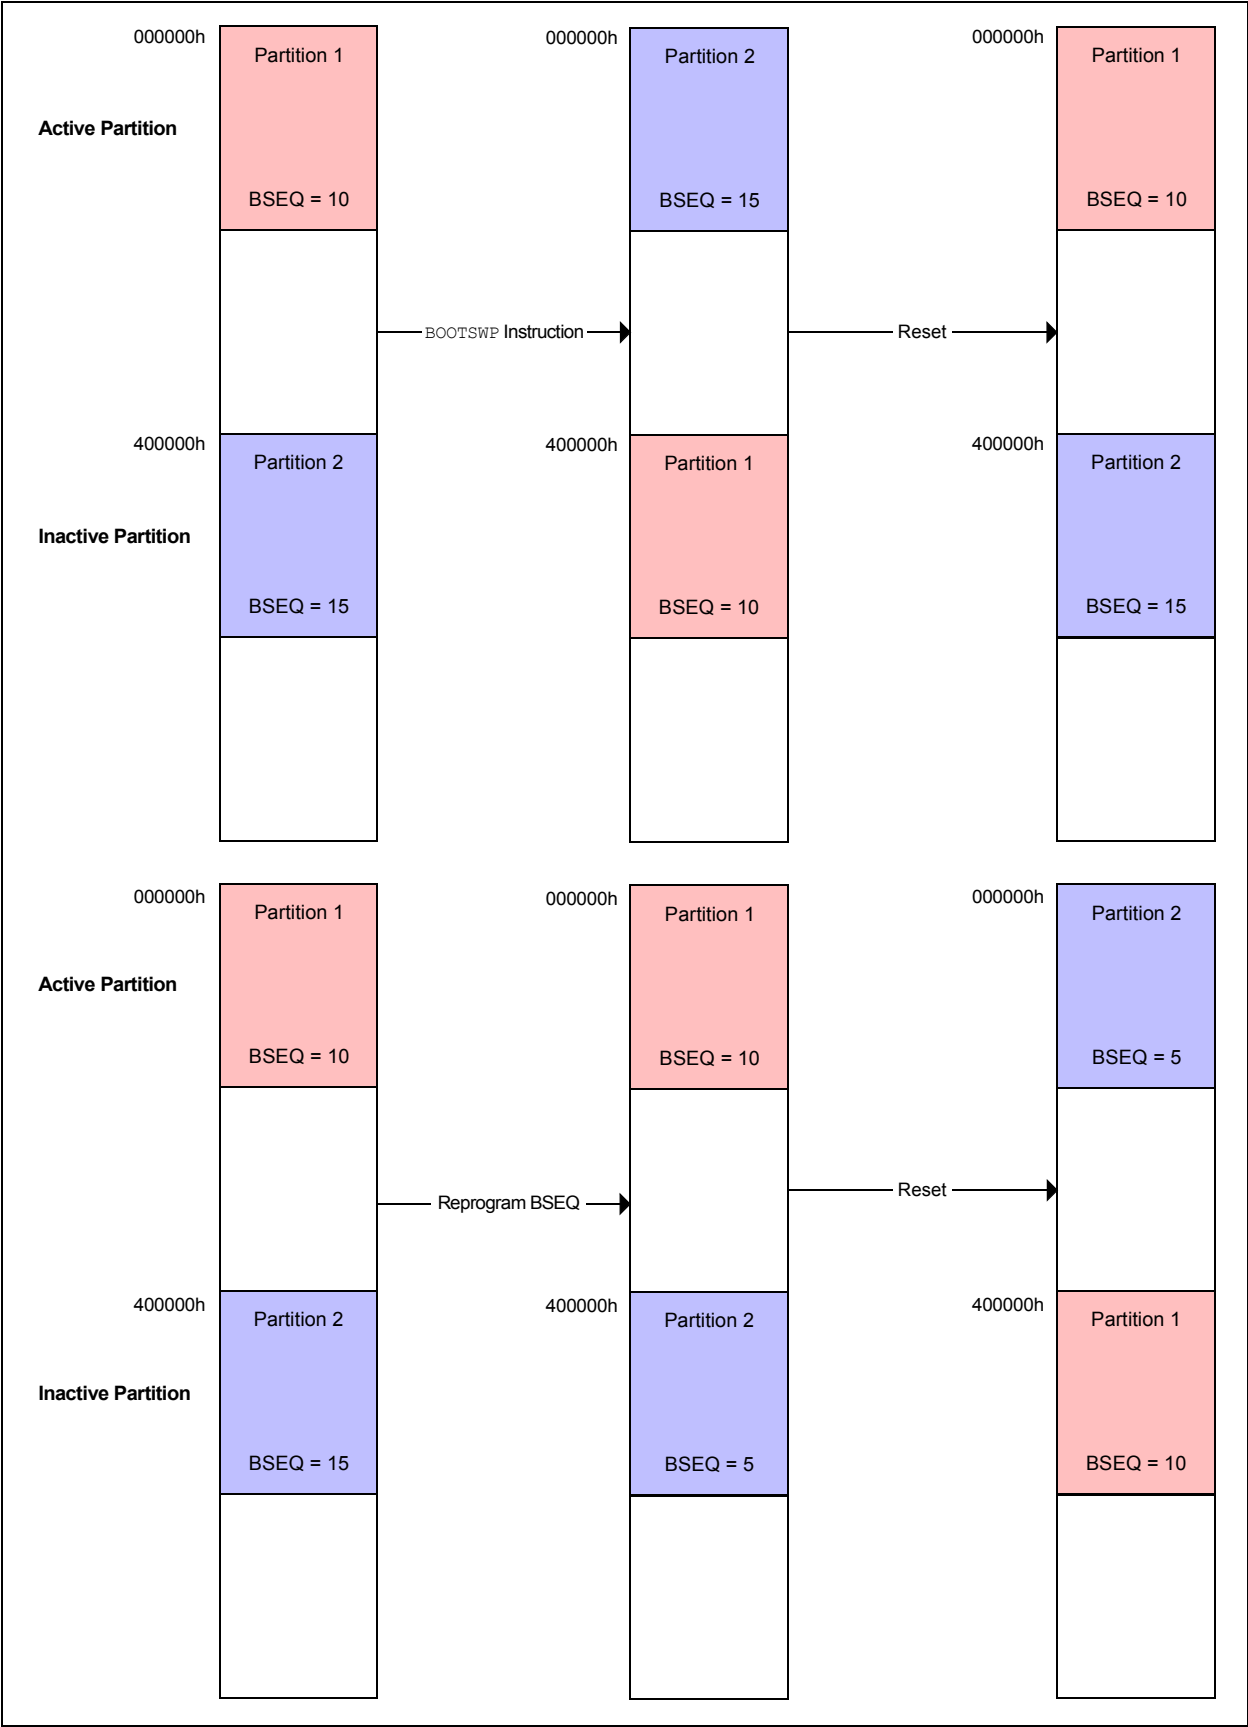 000000h
Partition 1
Active Partition
BSEQ = 10
000000h
Partition 2
BSEQ = 15
000000h
Partition 1
BSEQ = 10
BOOTSWP Instruction
Reset
400000h
Partition 2
Inactive Partition
BSEQ = 15
400000h
Partition 1
BSEQ = 10
400000h
Partition 2
BSEQ = 15
000000h
Partition 1
Active Partition
BSEQ = 10
000000h
Partition 1
BSEQ = 10
000000h
Partition 2
BSEQ = 5
Reprogram BSEQ
Reset
400000h
Partition 2
Inactive Partition
BSEQ = 15
400000h
Partition 2
BSEQ = 5
400000h
Partition 1
BSEQ = 10